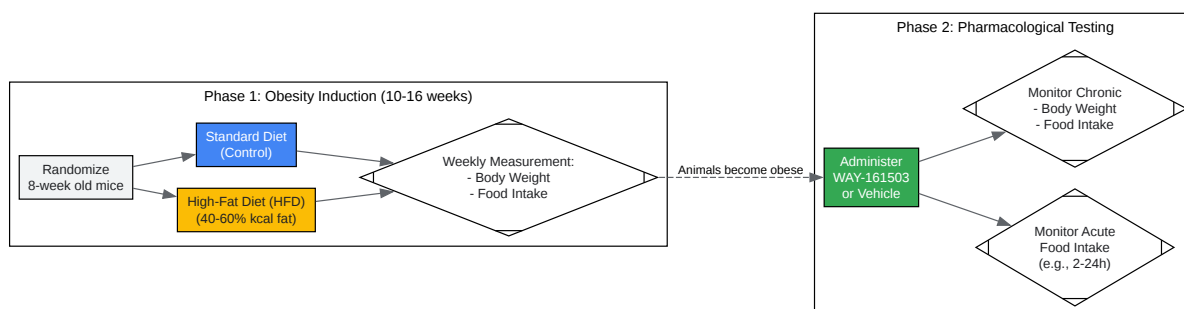 Phase 1: Obesity Induction (10-16 weeks)
Randomize
8-week old mice
Standard Diet
(Control)
High-Fat Diet (HFD)
(40-60% kcal fat)
Weekly Measurement:
- Body Weight
- Food Intake
Animals become obese
Phase 2: Pharmacological Testing
Administer
WAY-161503
or Vehicle
Monitor Chronic
- Body Weight
- Food Intake
Monitor Acute
Food Intake
(e.g., 2-24h)